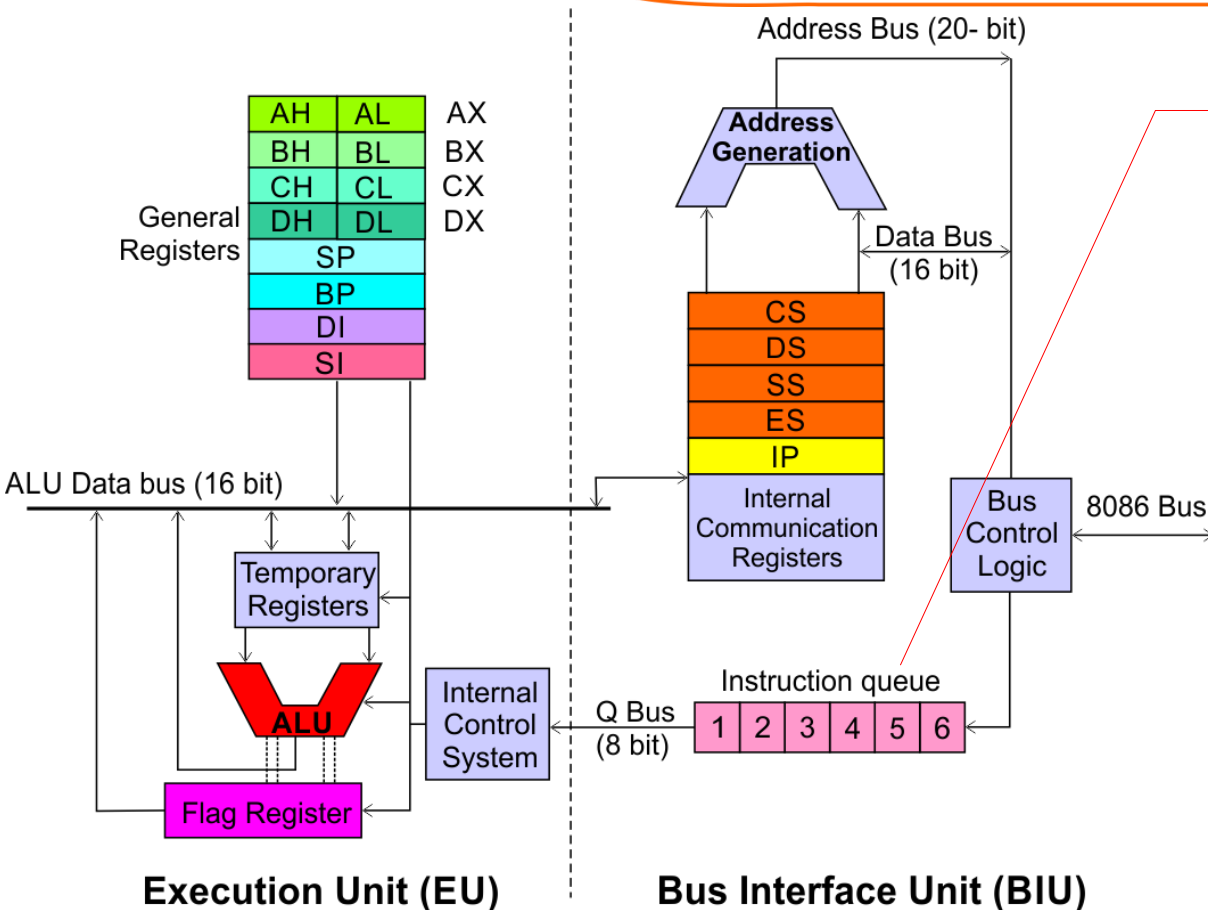 Address Bus (20- bit)
Address
Generation
AH AL AX
BH BL BX
CH CL CX
DH DL DX
General
Registers
SP
BP
DI
SI
Data Bus
(16 bit)
CS
DS
SS
ES
IP
Internal
Communication
Registers
ALU Data bus (16 bit)
Bus
Control
Logic
8086 Bus
Temporary
Registers
ALU
Internal
Control
System
Q Bus
(8 bit)
Instruction queue
1 2 3 4 5 6
Flag Register
Execution Unit (EU)
Bus Interface Unit (BIU)